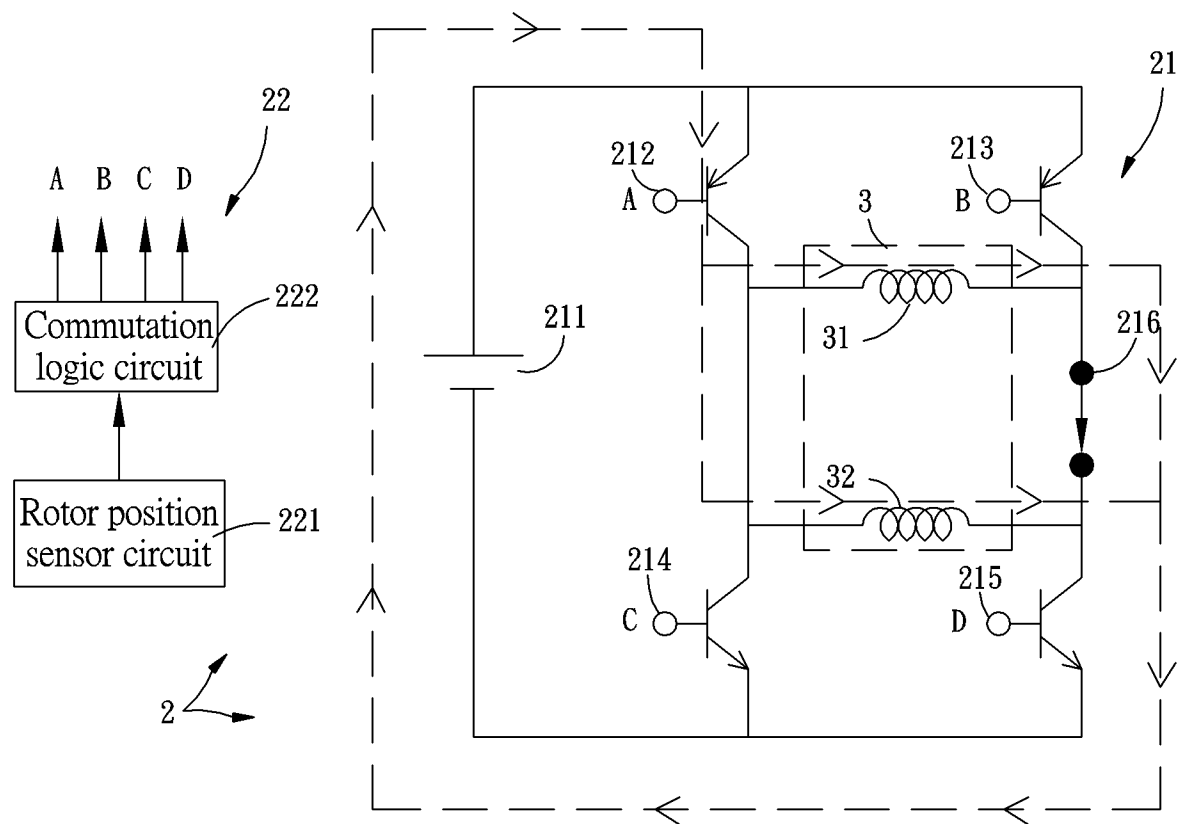 21
22
212
213
A B C D
A
B
3
222
Commutation
logic circuit
211
31
216
32
Rotor position
sensor circuit
221
214
215
C
D
2